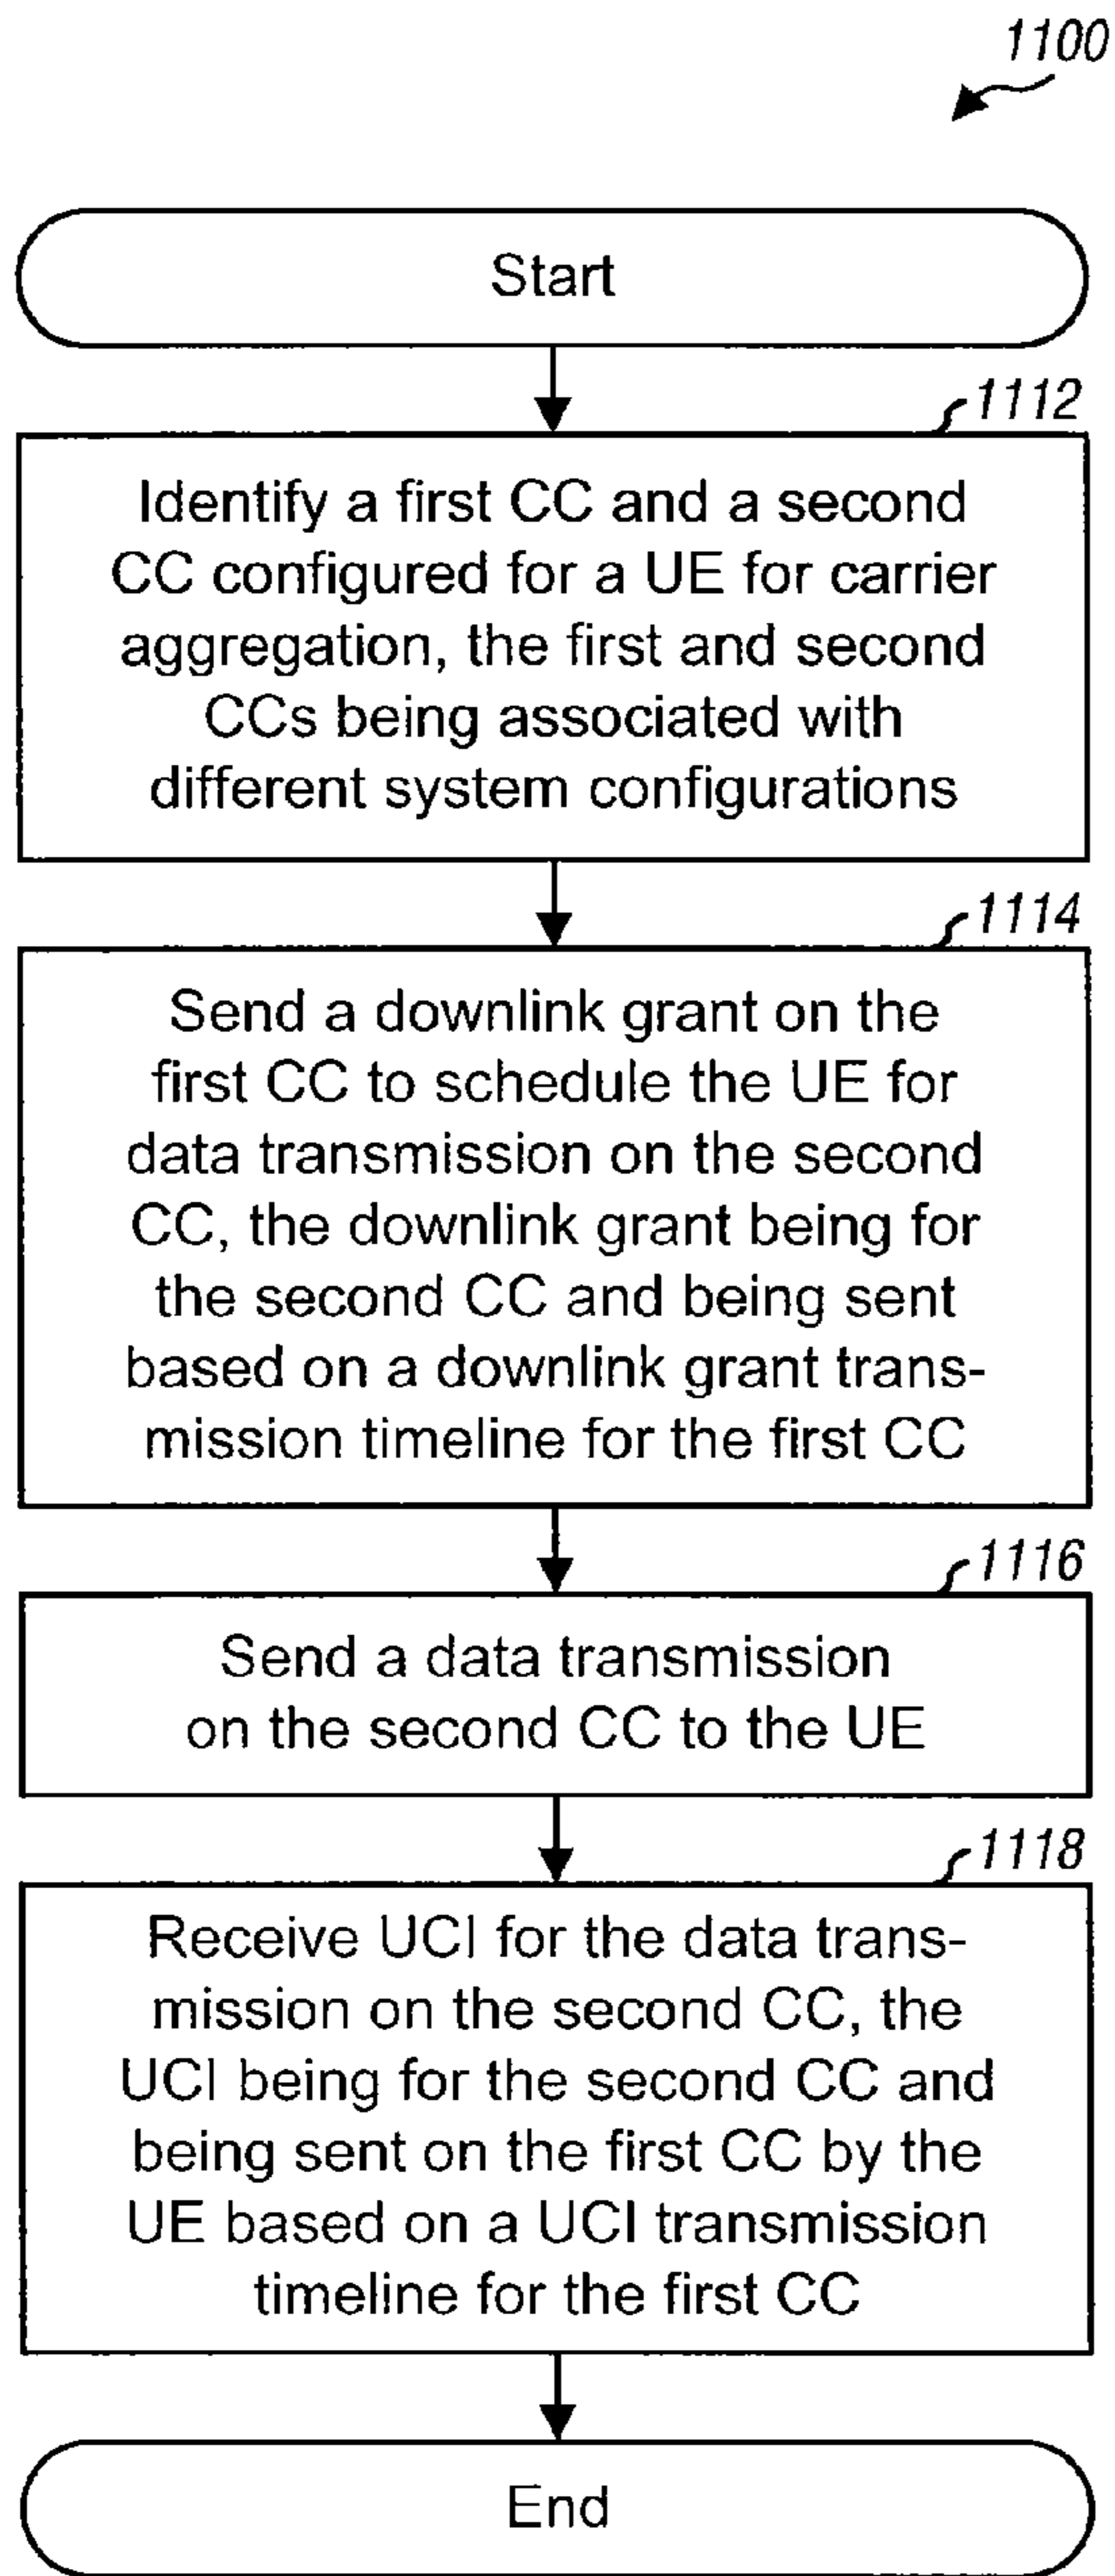 1100
Start
1112
Identify a first CC and a second
CC configured for a UE for carrier
aggregation, the first and second
CCs being associated with
different system configurations
1114
Send a downlink grant on the
first CC to schedule the UE for
data transmission on the second
CC, the downlink grant being for
the second CC and being sent
based on a downlink grant trans-
mission timeline for the first CC
1116
Send a data transmission
on the second CC to the UE
1118
Receive UCI for the data trans-
mission on the second CC, the
UCI being for the second CC and
being sent on the first CC by the
UE based on a UCI transmission
timeline for the first CC
End